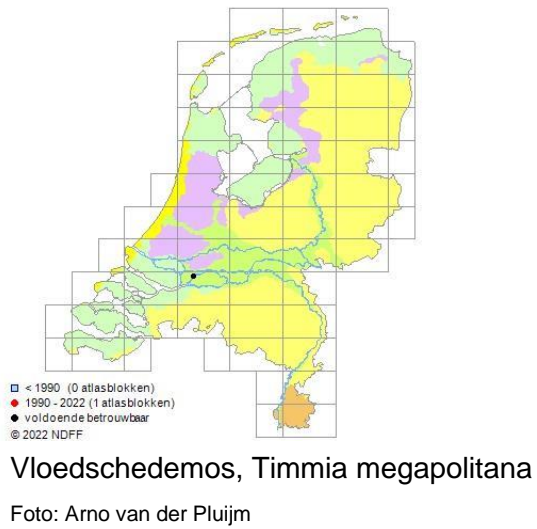 < 1990 (0 atlasblokken)
1990 - 2022 (1 atlasblokken)
voldoende betrouwbaar
© 2022 NDFF
Vloedschedemos, Timmia megapolitana
Foto: Arno van der Pluijm